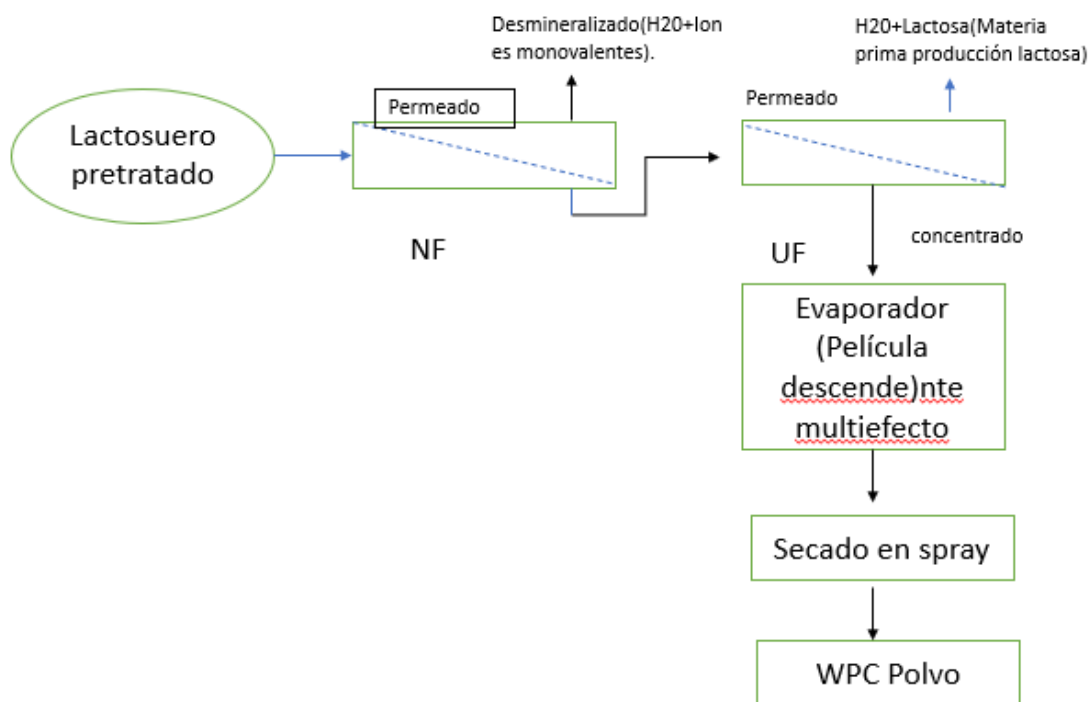 Desmineralizado(H20+Ion
es monovalentes).
H20+Lactosa(Materia
prima producción lactosa)
Permeado
Permeado
Lactosuero
pretratado
NF
UF
concentrado
Evaporador
(Película
descende)nte
multiefecto
Secado en spray
WPC Polvo